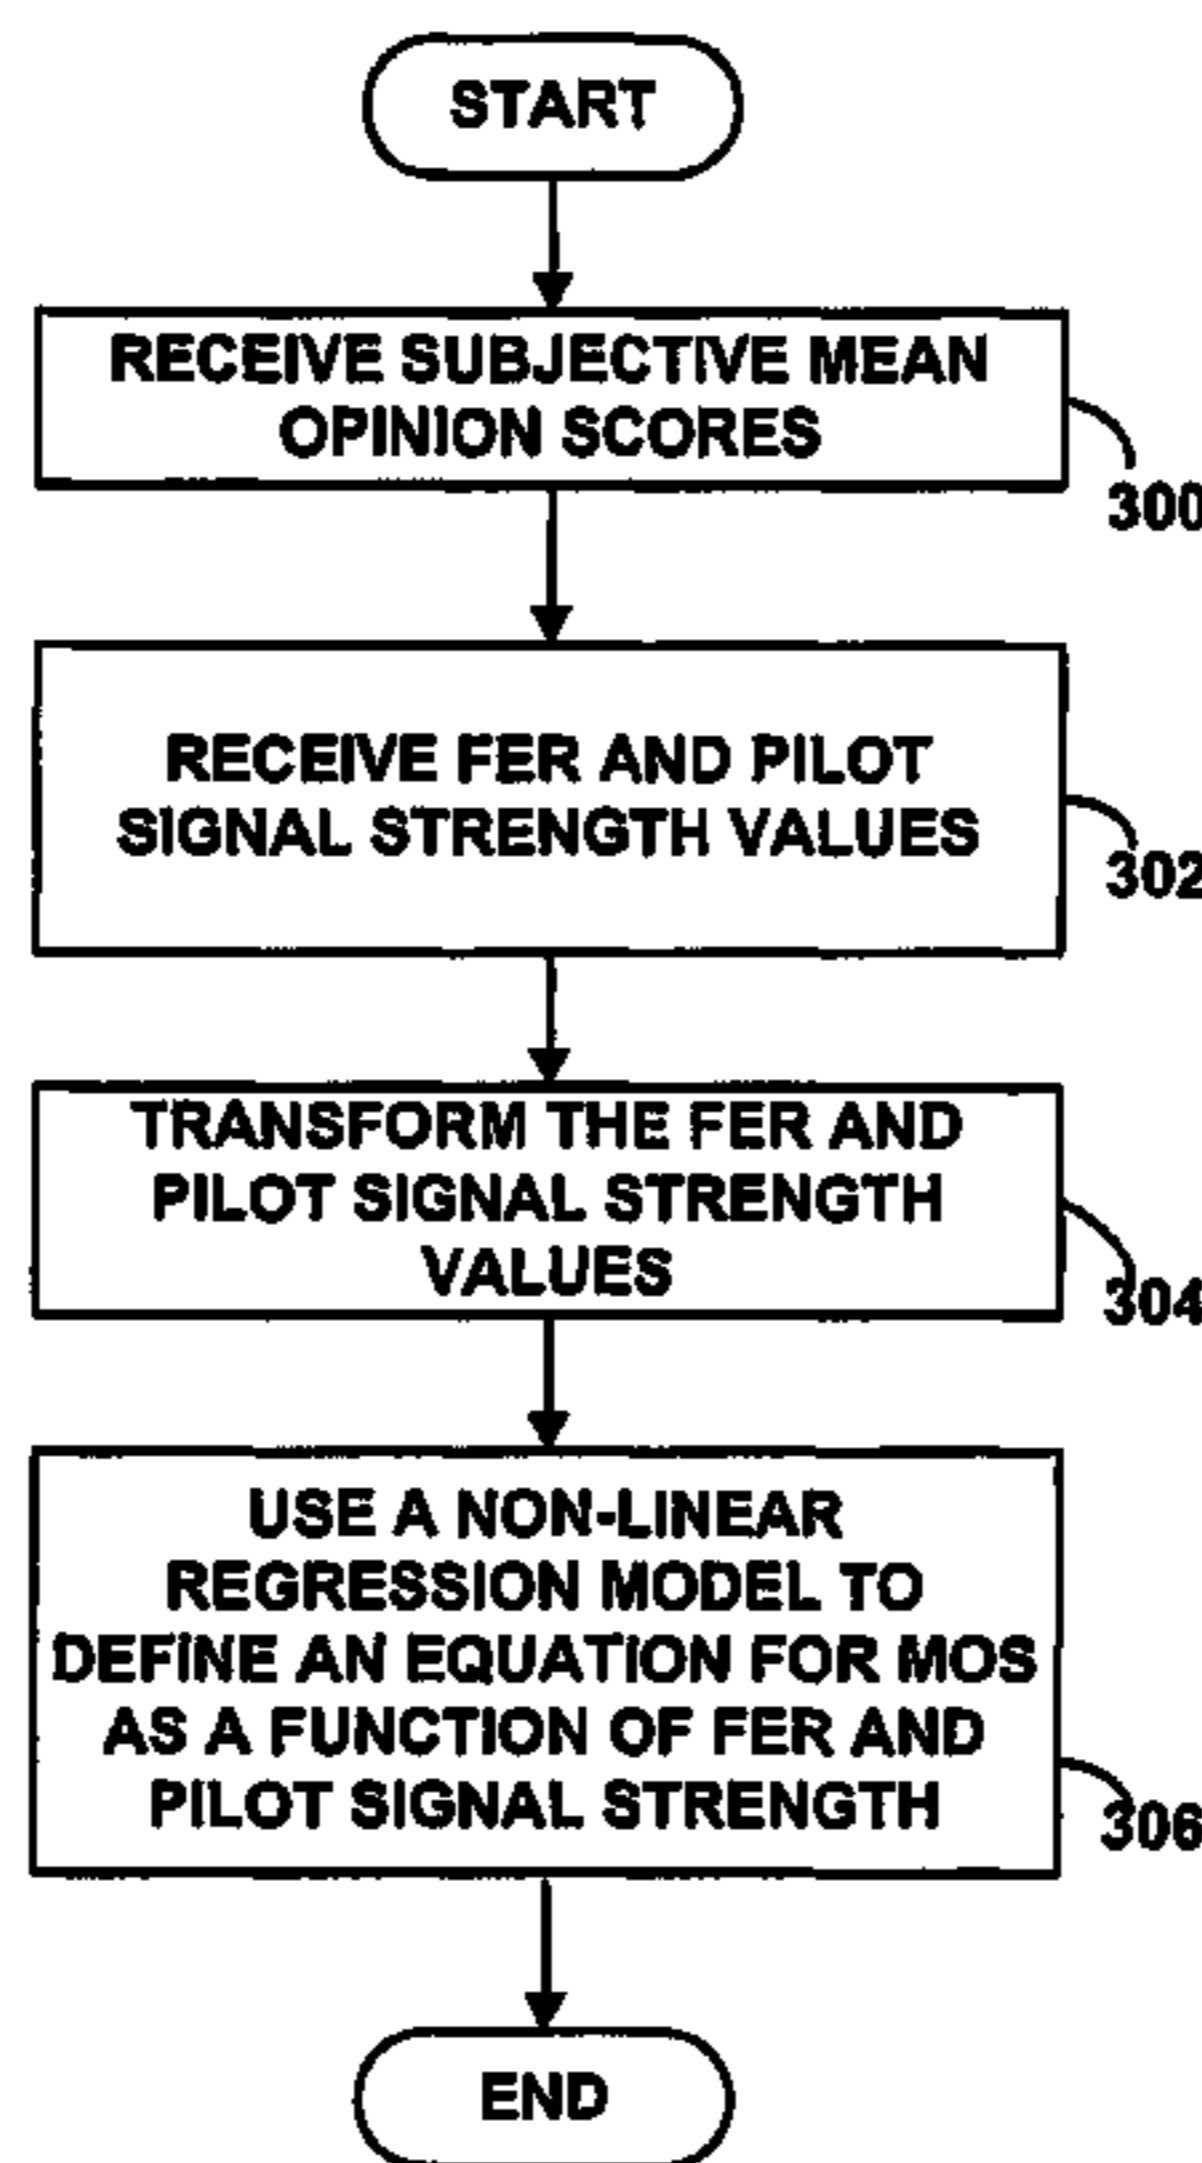 START
RECEIVE SUBJECTIVE MEAN
OPINION SCORES
300
RECEIVE FER AND PILOT
SIGNAL STRENGTH VALUES
302
TRANSFORM THE FER AND
PILOT SIGNAL STRENGTH
VALUES
304
USE A NON-LINEAR
REGRESSION MODEL TO
DEFINE AN EQUATION FOR MOS
AS A FUNCTION OF FER AND
PILOT SIGNAL STRENGTH
306
END